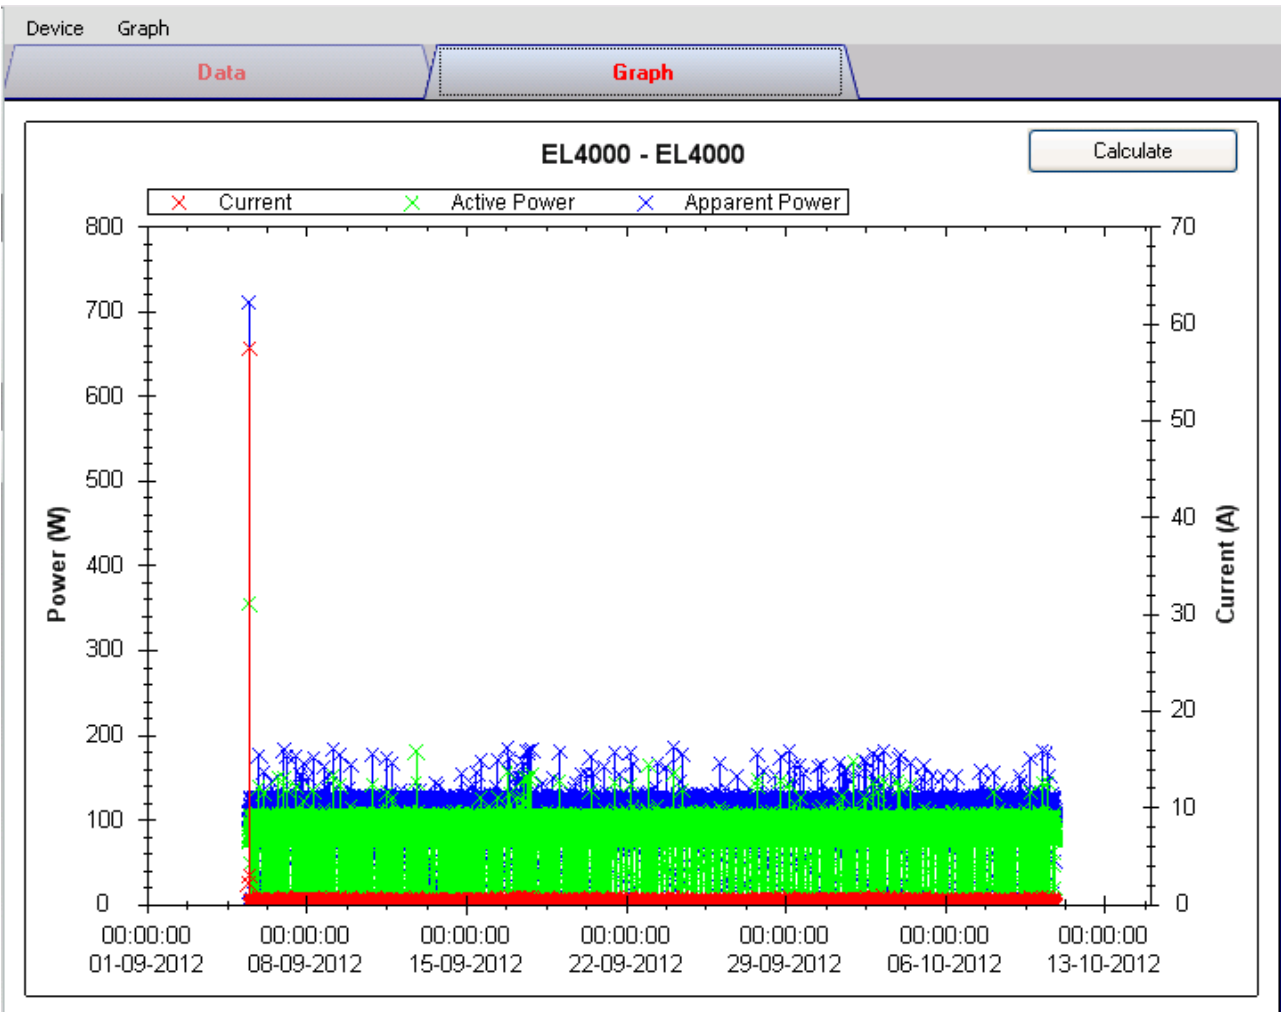 Device Graph
Data Graph
EL4000 - EL4000
Calculate
Current Active Power Apparent Power
800 70
700
60
600
50
500
40
400
30
300
20
200
100 10
0 0
Power (W)
Current (A)
00:00:00 00:00:00 00:00:00 00:00:00 00:00:00 00:00:00 00:00:00
01-09-2012 08-09-2012 15-09-2012 22-09-2012 29-09-2012 06-10-2012 13-10-2012